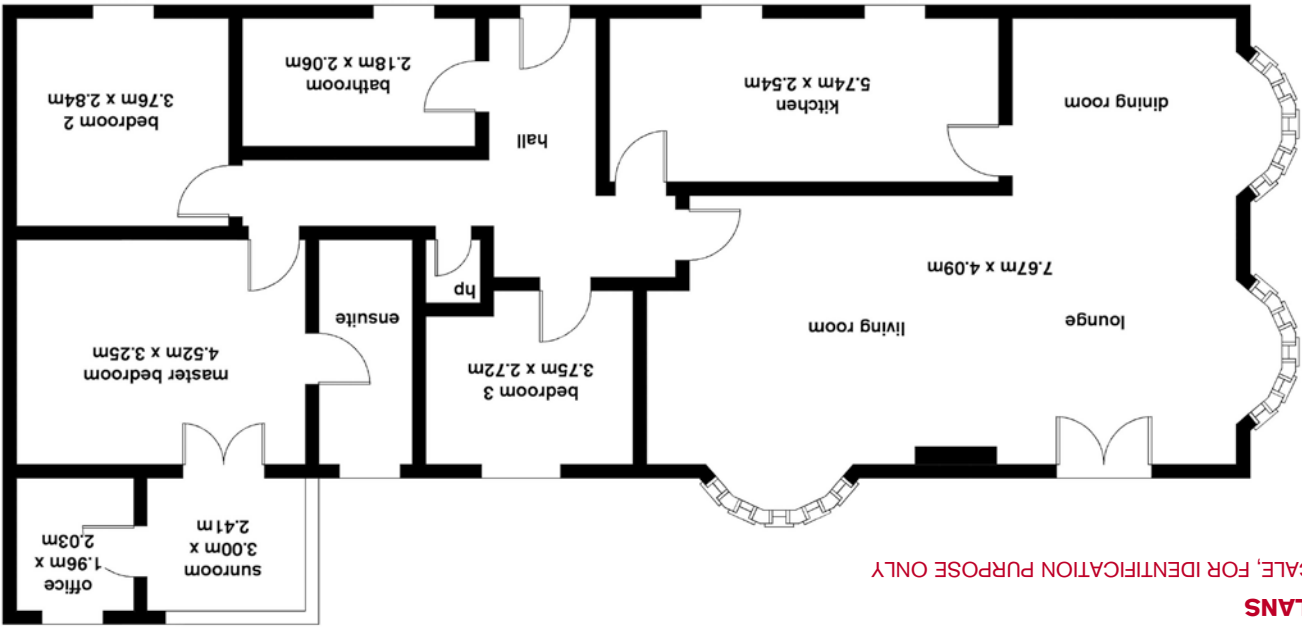 LANS
CALE, FOR IDENTIFICATION PURPOSE ONLY
sunroom
3.00m x
2.41m
office
1.96m x
2.03m
lounge
living room
7.67m x 4.09m
bedroom 3
3.75m x 2.72m
ensuite
master bedroom
4.52m x 3.25m
hp
dining room
kitchen
5.74m x 2.54m
hall
bathroom
2.18m x 2.06m
bedroom 2
3.76m x 2.84m